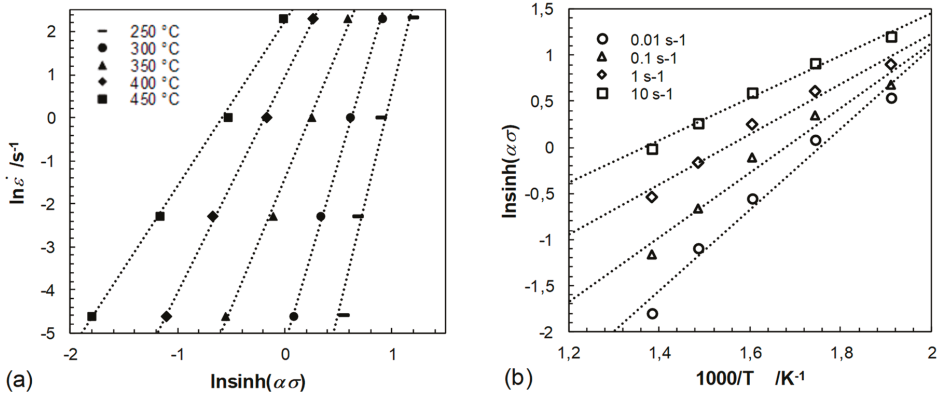 2
1
0
-1
-2
-3
-4
-5
lnε̇ /s⁻¹
250 °C
300 °C
350 °C
400 °C
450 °C
-2
-1
0
1
lnsinh(ασ)
(a)
1,5
1
0,5
0
-0,5
-1
-1,5
-2
lnsinh(ασ)
0.01 s-1
0.1 s-1
1 s-1
10 s-1
1,2
1,4
1,6
1,8
2
1000/T /K⁻¹
(b)